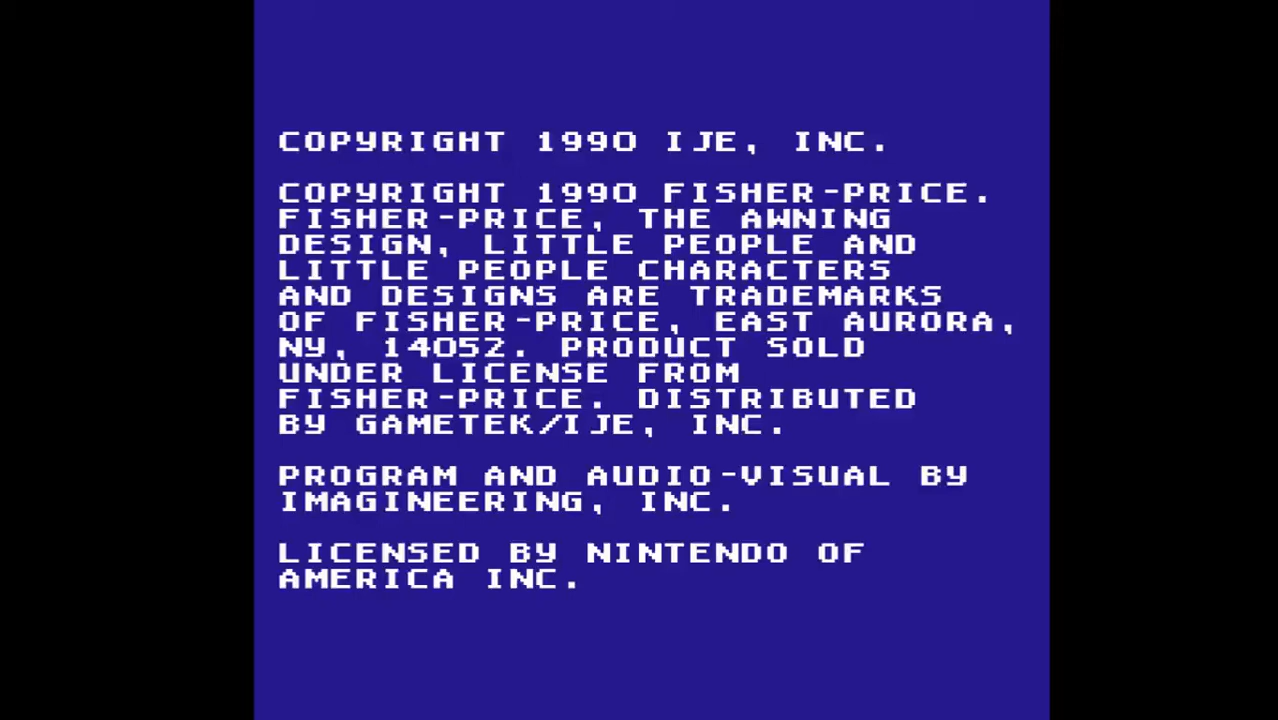 COPYRIGHT 1990 IJE, INC.
COPYRIGHT 1990 FISHER-PRICE.
FISHER-PRICE, THE AWNING
DESIGN, LITTLE PEOPLE AND
LITTLE PEOPLE CHARACTERS
AND DESIGNS ARE TRADEMARKS
OF FISHER-PRICE, EAST AURORA,
NY, 14052. PRODUCT SOLD
UNDER LICENSE FROM
FISHER-PRICE. DISTRIBUTED
BY GAMETEK/IJE, INC.
PROGRAM AND AUDIO-VISUAL BY
IMAGINEERING, INC.
LICENSED BY NINTENDO OF
AMERICA INC.